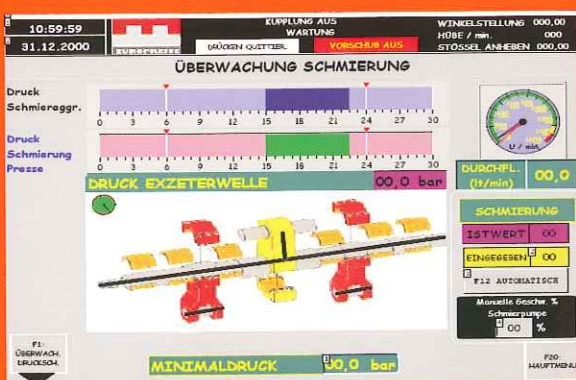 10:59:59
31.12.2000
EUROPRESSE
KUPPLUNG AUS
WARTUNG
DRÜCKEN QUITTIER.
VORSCHUB AUS
WINKELSTELLUNG 000,00
HÜBE / min. 000
STÖSSEL ANHEBEN 000,00
ÜBERWACHUNG SCHMIERUNG
Druck
Schmieraggr.
0 3 6 9 12 15 18 21 24 27 30
Druck
Schmierung
Presse
0 3 6 9 12 15 18 21 24 27 30
U / min
DRUCK EXZETERWELLE 00,0 bar
DURCHFL.
(lt/min) 00,0
SCHMIERUNG
ISTWERT 00
EINGEGEBEN 00
F12 AUTOMATISCH
Manuelle Geschw. %
Schmierpumpe
00 %
F1:
ÜBERWACH.
DRUCKSCH.
MINIMALDRUCK 00,0 bar
F20:
HAUPTMENU